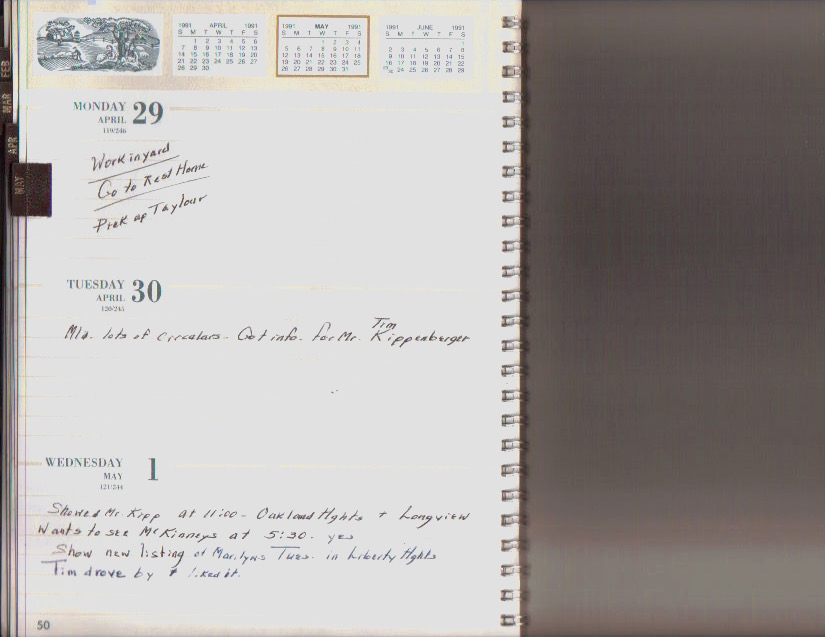 1991 APRIL 1991
S M T W T F S
1 2 3 4 5 6
7 8 9 10 11 12 13
14 15 16 17 18 19 20
21 22 23 24 25 26 27
28 29 30
1991 MAY 1991
S M T W T F S
1 2 3 4
5 6 7 8 9 10 11
12 13 14 15 16 17 18
19 20 21 22 23 24 25
26 27 28 29 30 31
1991 JUNE 1991
S M T W T F S
1
2 3 4 5 6 7 8
9 10 11 12 13 14 15
16 17 18 19 20 21 22
23/30 24 25 26 27 28 29
FEB
MAR
APR
MAY
MONDAY 29
APRIL
119/246
Work in yard
Go to Rest Home
Pick up Taylour
TUESDAY 30
APRIL
120/245
Tim
lots of circulars - Got info. for Mr. Kippenberger
WEDNESDAY 1
MAY
121/244
Showed Mr. Kipp at 11:00 - Oakland Hghts + Longview
Wants to see McKinneys at 5:30. yes
Show new listing of Marilyns Tues. in Liberty Hghts
Tim drove by + liked it.
50